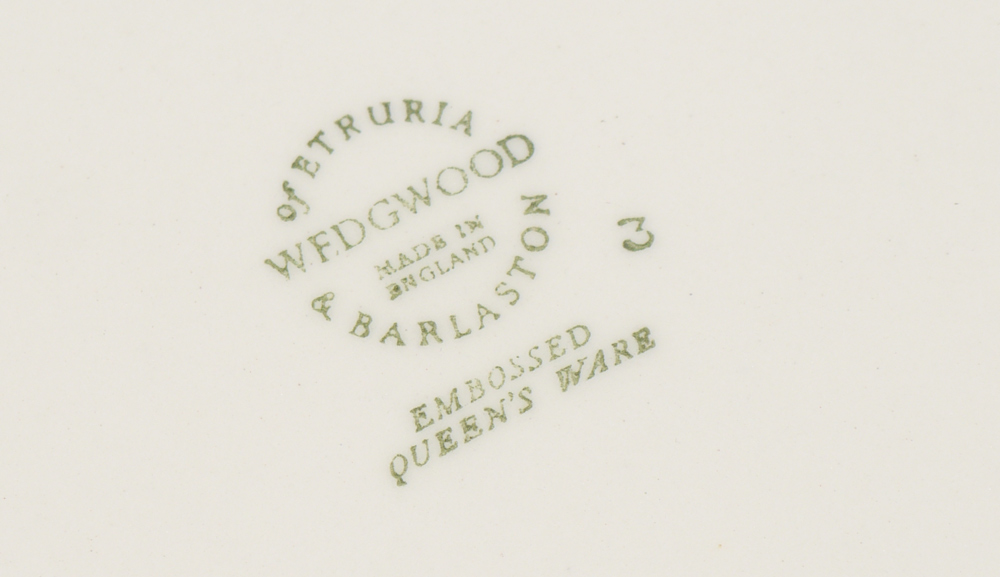 of ETRURIA
WEDGWOOD
MADE IN
ENGLAND
& BARLASTON
3
EMBOSSED
QUEEN'S WARE